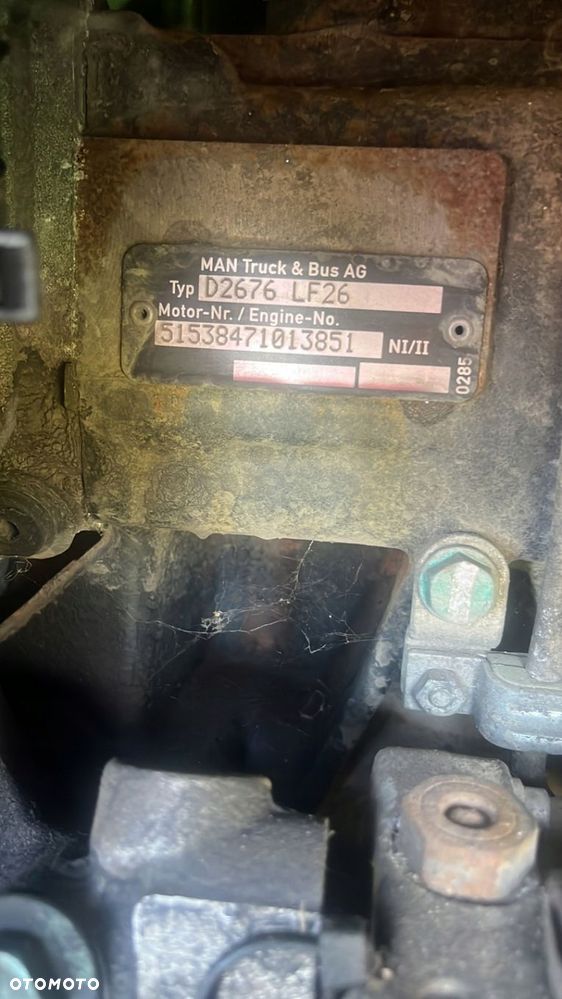 MAN Truck & Bus AG
Typ D2676 LF26
Motor-Nr. / Engine-No.
51538471013851 NI/II
0285
OTOMOTO